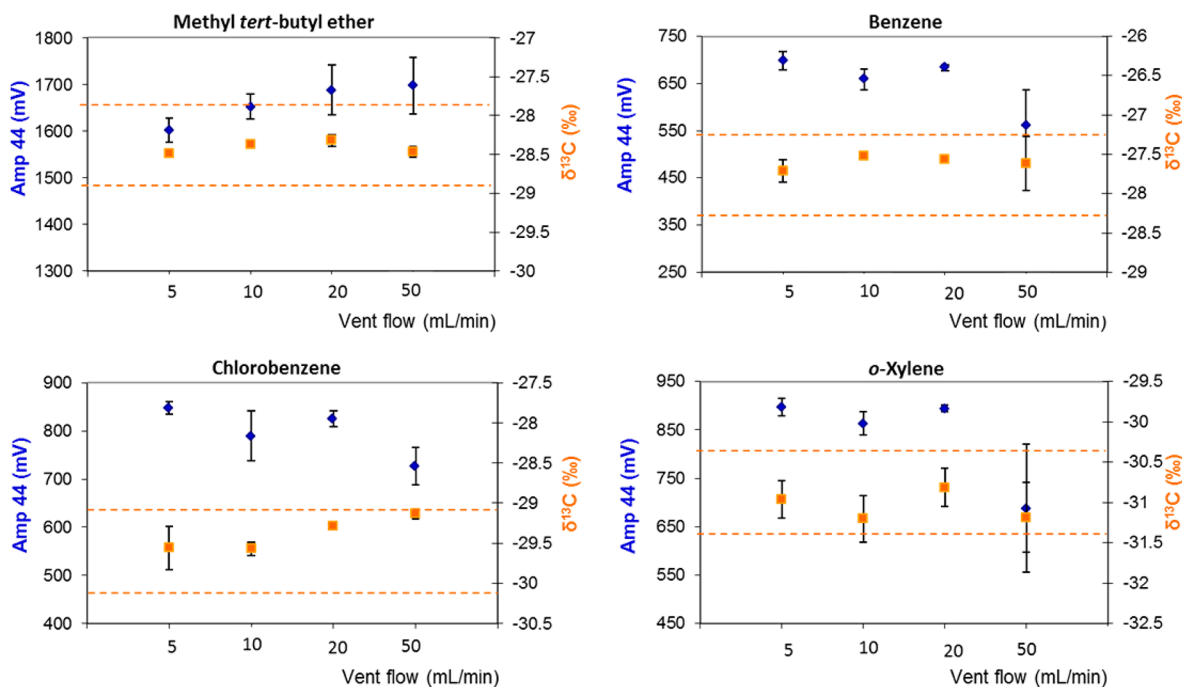 Methyl tert-butyl ether
Amp 44 (mV)
1800
1700
1600
1500
1400
1300
-27
-27.5
-28
-28.5
-29
-29.5
-30
δ¹³C (‰)
5 10 20 50
Vent flow (mL/min)
Benzene
Amp 44 (mV)
750
650
550
450
350
250
-26
-26.5
-27
-27.5
-28
-28.5
-29
δ¹³C (‰)
5 10 20 50
Vent flow (mL/min)
Chlorobenzene
Amp 44 (mV)
900
800
700
600
500
400
-27.5
-28
-28.5
-29
-29.5
-30
-30.5
δ¹³C (‰)
5 10 20 50
Vent flow (mL/min)
o-Xylene
Amp 44 (mV)
950
850
750
650
550
450
-29.5
-30
-30.5
-31
-31.5
-32
-32.5
δ¹³C (‰)
5 10 20 50
Vent flow (mL/min)